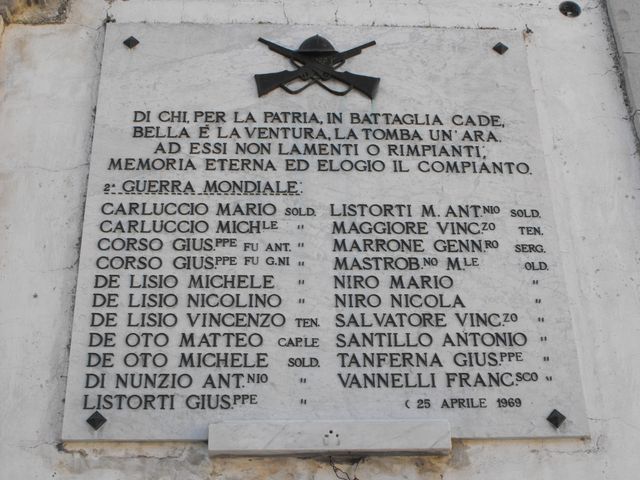 DI CHI, PER LA PATRIA, IN BATTAGLIA CADE,
BELLA É LA VENTURA, LA TOMBA UN'ARA.
AD ESSI NON LAMENTI O RIMPIANTI;
MEMORIA ETERNA ED ELOGIO IL COMPIANTO.
2ª GUERRA MONDIALE:
CARLUCCIO MARIO SOLD.
CARLUCCIO MICHLE "
CORSO GIUS.PPE FU ANT. "
CORSO GIUS.PPE FU G.NI "
DE LISIO MICHELE "
DE LISIO NICOLINO "
DE LISIO VINCENZO TEN.
DE OTO MATTEO CAP.LE
DE OTO MICHELE SOLD.
DI NUNZIO ANT.NIO "
LISTORTI GIUS.PPE "
LISTORTI M. ANT.NIO SOLD.
MAGGIORE VINC.ZO TEN.
MARRONE GENN.RO SERG.
MASTROB.NO M.LE OLD.
NIRO MARIO "
NIRO NICOLA "
SALVATORE VINC.ZO "
SANTILLO ANTONIO "
TANFERNA GIUS.PPE "
VANNELLI FRANC.SCO "
( 25 APRILE 1969